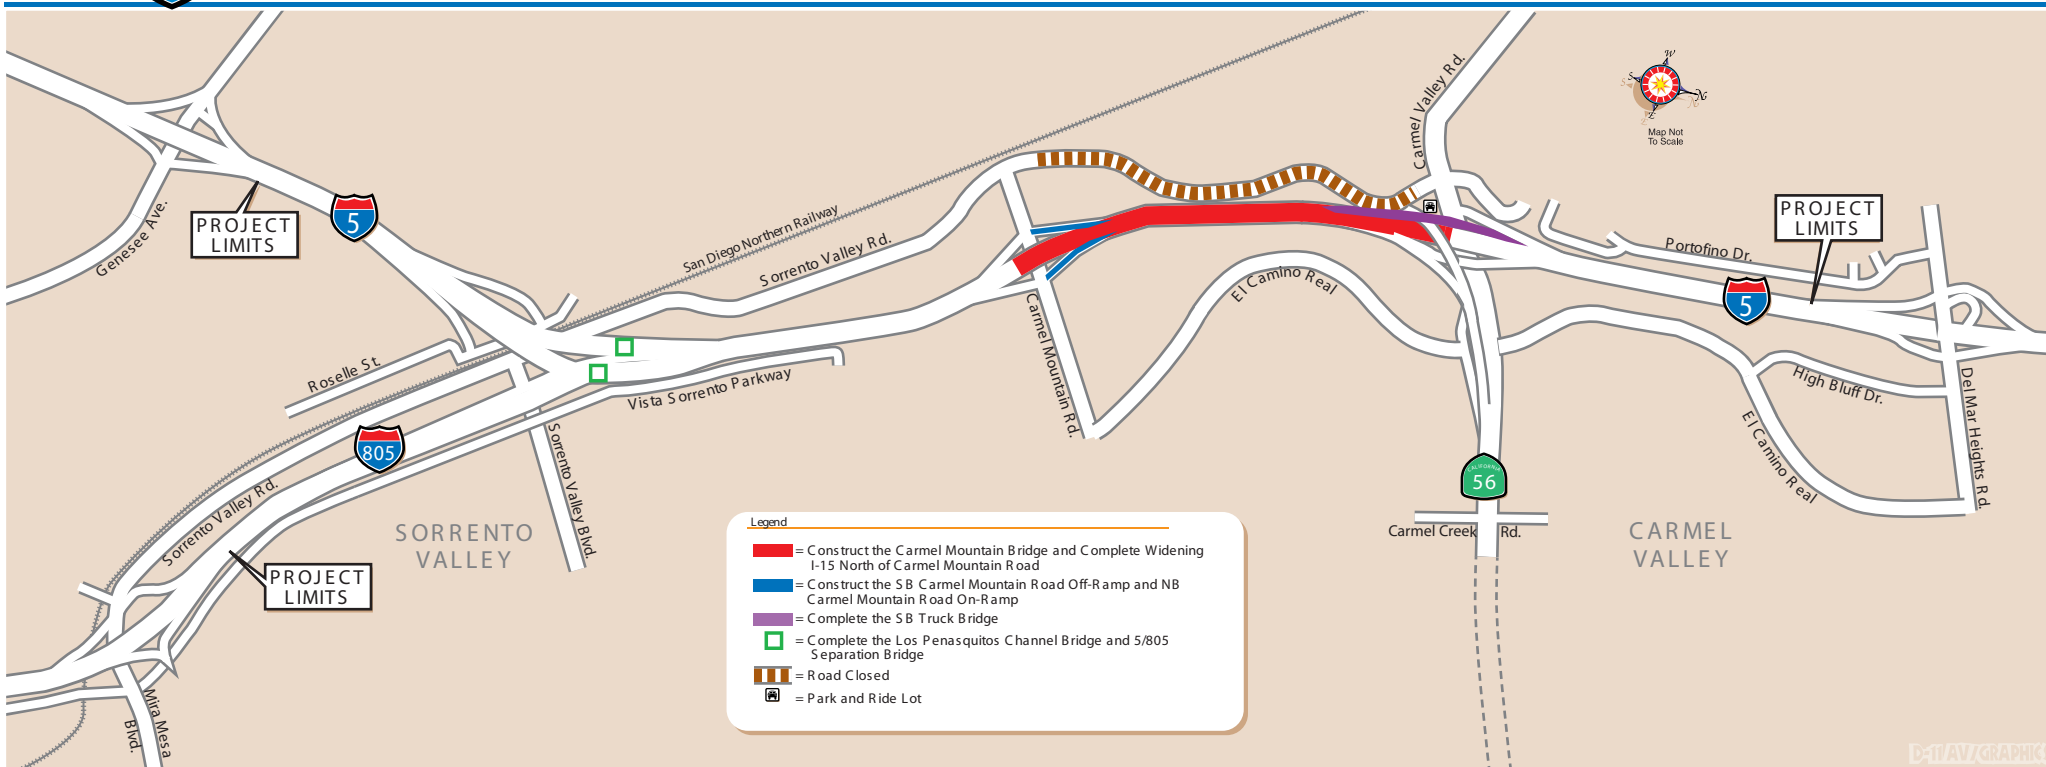 Carmel Valley Rd.
W
S
N
E
Map Not
To Scale
PROJECT
LIMITS
5
Genesee Ave.
San Diego Northern Railway
Sorrento Valley Rd.
El Camino Real
Portofino Dr.
PROJECT
LIMITS
5
Roselle St.
Vista Sorrento Parkway
Carmel Mountain Rd.
High Bluff Dr.
Del Mar Heights Rd.
El Camino Real
805
Sorrento Valley Rd.
Sorrento Valley Blvd.
SORRENTO
VALLEY
PROJECT
LIMITS
CALIFORNIA
56
Carmel Creek Rd.
CARMEL
VALLEY
Mira Mesa
Blvd.
Legend
= Construct the Carmel Mountain Bridge and Complete Widening
I-15 North of Carmel Mountain Road
= Construct the SB Carmel Mountain Road Off-Ramp and NB
Carmel Mountain Road On-Ramp
= Complete the SB Truck Bridge
= Complete the Los Penasquitos Channel Bridge and 5/805
Separation Bridge
= Road Closed
= Park and Ride Lot
D-11 AV/GRAPHIC